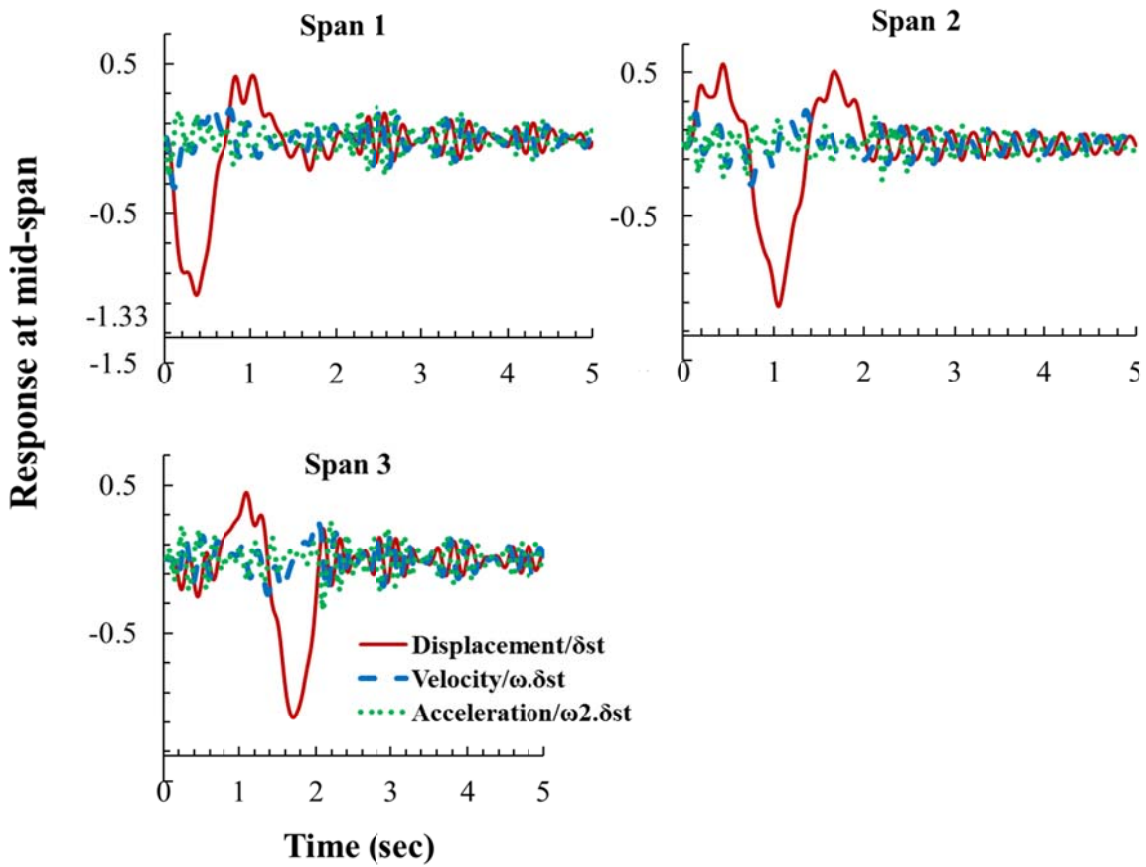 Span 1
0.5
-0.5
-1.33
-1.5
0 1 2 3 4 5
Span 2
0.5
-0.5
0 1 2 3 4 5
Response at mid-span
Span 3
0.5
-0.5
Displacement/δst
Velocity/ω.δst
Acceleration/ω2.δst
0 1 2 3 4 5
Time (sec)